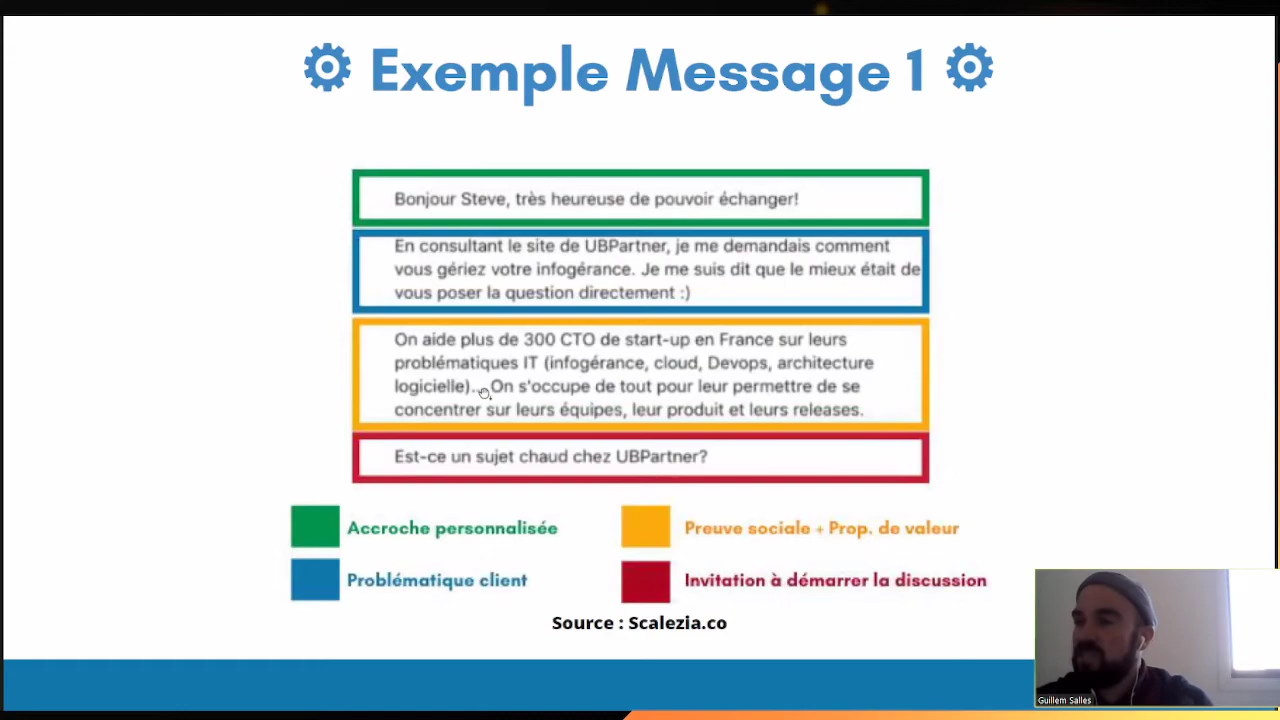 Exemple Message 1
Bonjour Steve, très heureuse de pouvoir échanger!
En consultant le site de UBPartner, je me demandais comment
vous gériez votre infogérance. Je me suis dit que le mieux était de
vous poser la question directement :)
On aide plus de 300 CTO de start-up en France sur leurs
problématiques IT (infogérance, cloud, Devops, architecture
logicielle)... On s'occupe de tout pour leur permettre de se
concentrer sur leurs équipes, leur produit et leurs releases.
Est-ce un sujet chaud chez UBPartner?
Accroche personnalisée
Preuve sociale + Prop. de valeur
Problématique client
Invitation à démarrer la discussion
Source : Scalezia.co
Guillem Salles